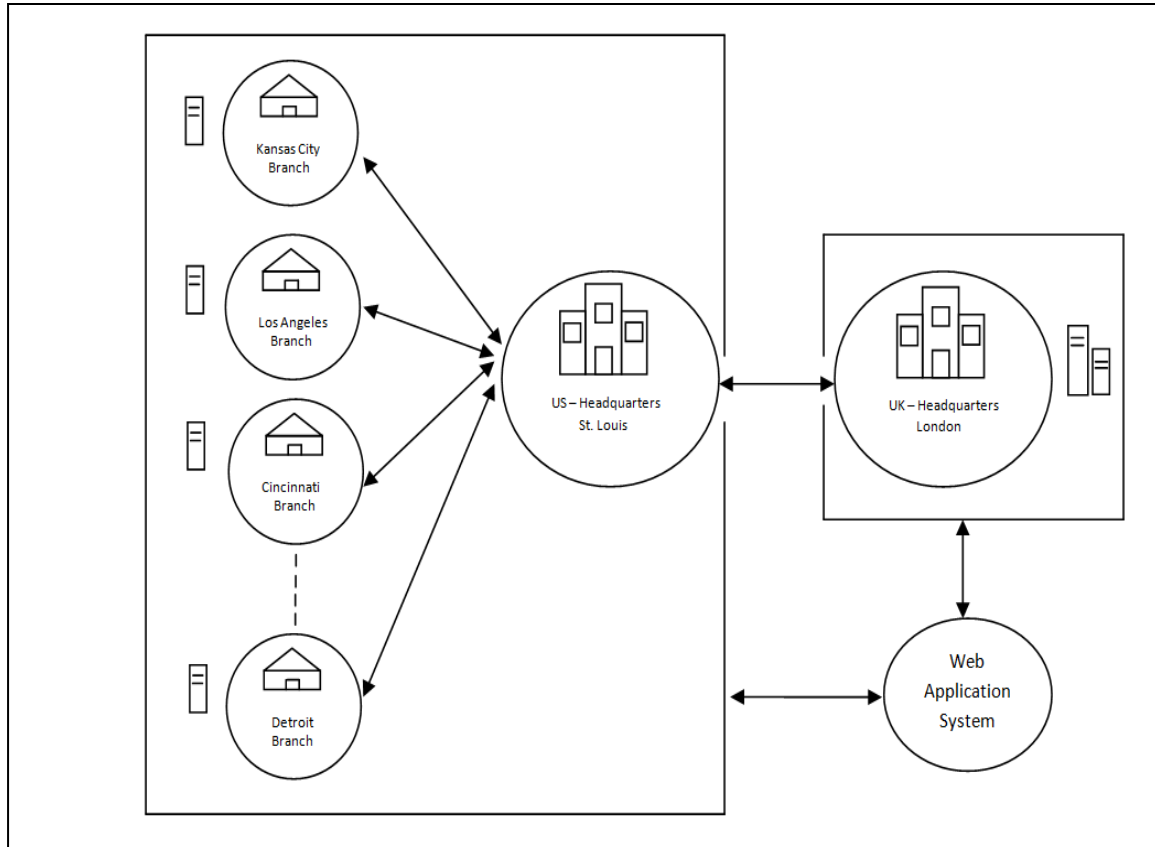 Kansas City
Branch
Los Angeles
Branch
Cincinnati
Branch
Detroit
Branch
US – Headquarters
St. Louis
UK – Headquarters
London
Web
Application
System